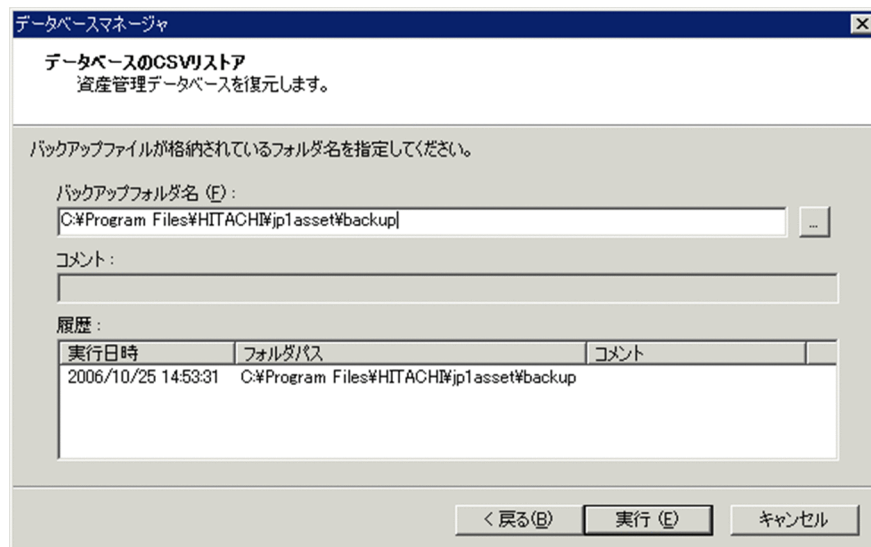 データベースマネージャ
データベースのCSVリストア
資産管理データベースを復元します。
バックアップファイルが格納されているフォルダ名を指定してください。
バックアップフォルダ名 (F) :
C:¥Program Files¥HITACHI¥jp1asset¥backup
...
コメント :
履歴 :
実行日時 フォルダパス コメント
2006/10/25 14:53:31 C:¥Program Files¥HITACHI¥jp1asset¥backup
< 戻る(B) 実行 (E) キャンセル